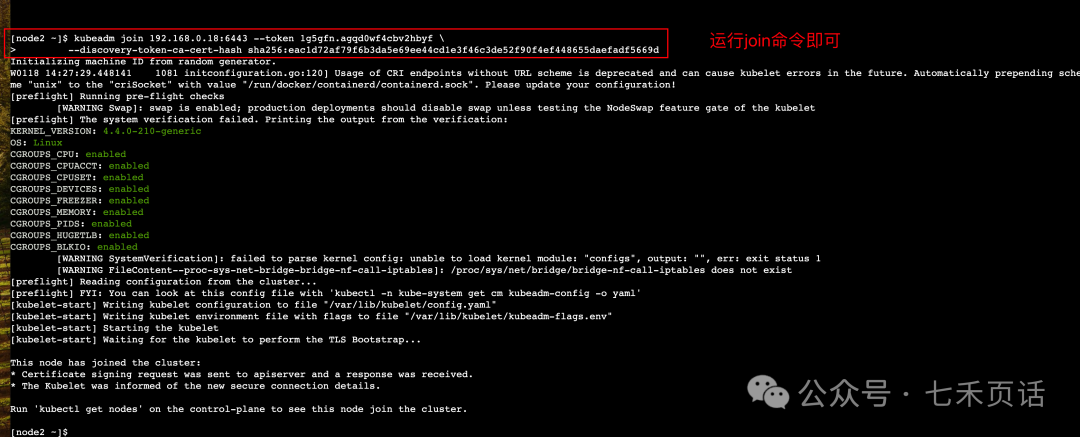 [node2 ~]$ kubeadm join 192.168.0.18:6443 --token lg5gfn.agqd0wf4cbv2hbyf \
>         --discovery-token-ca-cert-hash sha256:eac1d72af79f6b3da5e69ee44cd1e3f46c3de52f90f4ef448655daefadf5669d
运行join命令即可
Initializing machine ID from random generator.
W0118 14:27:29.448141    1081 initconfiguration.go:120] Usage of CRI endpoints without URL scheme is deprecated and can cause kubelet errors in the future. Automatically prepending sche
me "unix" to the "criSocket" with value "/run/docker/containerd/containerd.sock". Please update your configuration!
[preflight] Running pre-flight checks
        [WARNING Swap]: swap is enabled; production deployments should disable swap unless testing the NodeSwap feature gate of the kubelet
[preflight] The system verification failed. Printing the output from the verification:
KERNEL_VERSION: 4.4.0-210-generic
OS: Linux
CGROUPS_CPU: enabled
CGROUPS_CPUACCT: enabled
CGROUPS_CPUSET: enabled
CGROUPS_DEVICES: enabled
CGROUPS_FREEZER: enabled
CGROUPS_MEMORY: enabled
CGROUPS_PIDS: enabled
CGROUPS_HUGETLB: enabled
CGROUPS_BLKIO: enabled
        [WARNING SystemVerification]: failed to parse kernel config: unable to load kernel module: "configs", output: "", err: exit status 1
        [WARNING FileContent--proc-sys-net-bridge-bridge-nf-call-iptables]: /proc/sys/net/bridge/bridge-nf-call-iptables does not exist
[preflight] Reading configuration from the cluster...
[preflight] FYI: You can look at this config file with 'kubectl -n kube-system get cm kubeadm-config -o yaml'
[kubelet-start] Writing kubelet configuration to file "/var/lib/kubelet/config.yaml"
[kubelet-start] Writing kubelet environment file with flags to file "/var/lib/kubelet/kubeadm-flags.env"
[kubelet-start] Starting the kubelet
[kubelet-start] Waiting for the kubelet to perform the TLS Bootstrap...
This node has joined the cluster:
* Certificate signing request was sent to apiserver and a response was received.
* The Kubelet was informed of the new secure connection details.
Run 'kubectl get nodes' on the control-plane to see this node join the cluster.
[node2 ~]$
公众号 · 七禾页话